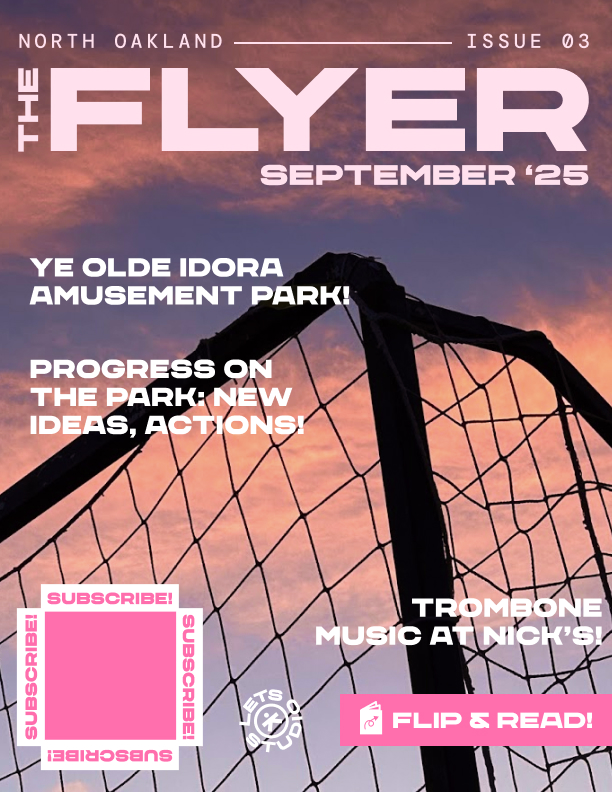 NORTH OAKLAND
ISSUE 03
THE FLYER
SEPTEMBER ‘25
YE OLDE IDORA
AMUSEMENT PARK!
PROGRESS ON
THE PARK: NEW
IDEAS, ACTIONS!
TROMBONE
MUSIC AT NICK’S!
SUBSCRIBE!
SUBSCRIBE!
SUBSCRIBE!
SUBSCRIBE!
FLIP & READ!